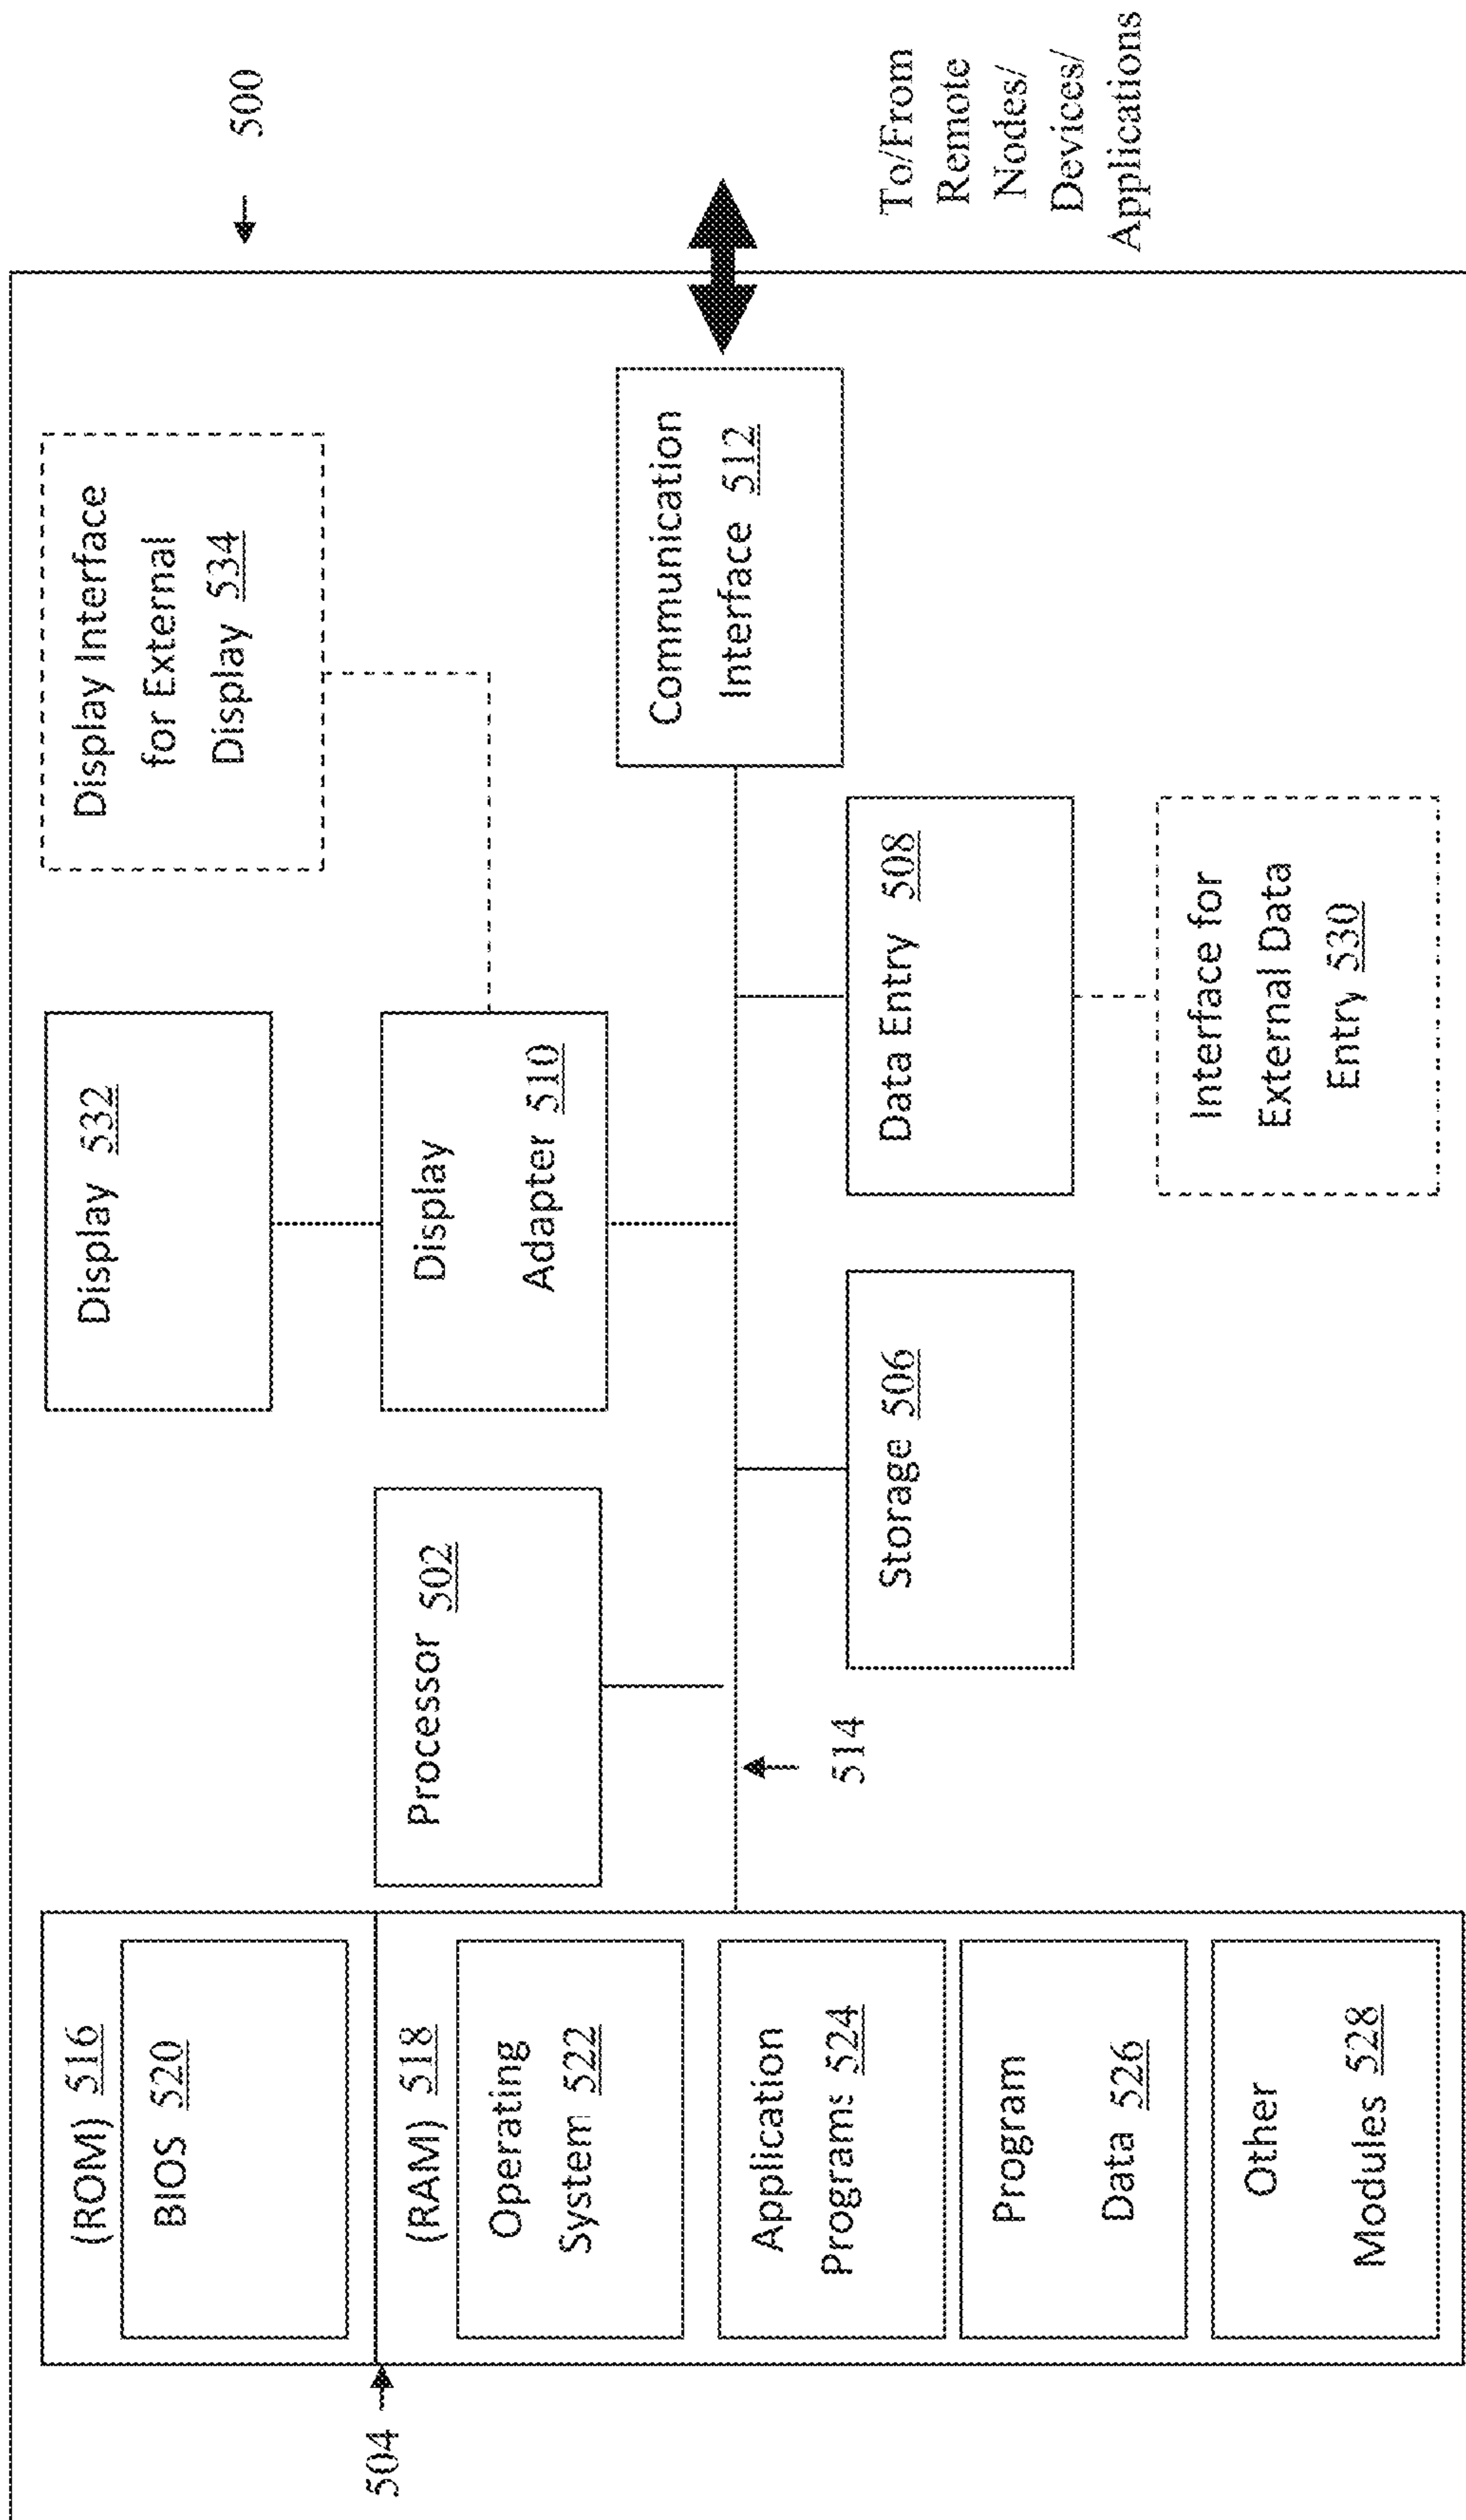 500
(ROM) 516
BIOS 520
504
(RAM) 518
Operating
System 522
Application
Programs 524
Program
Data 526
Other
Modules 528
Processor 502
514
Storage 506
Display 532
Display
Adapter 510
Display Interface
for External
Display 534
Communication
Interface 512
Data Entry 508
Interface for
External Data
Entry 530
To/From
Remote
Nodes/
Devices/
Applications